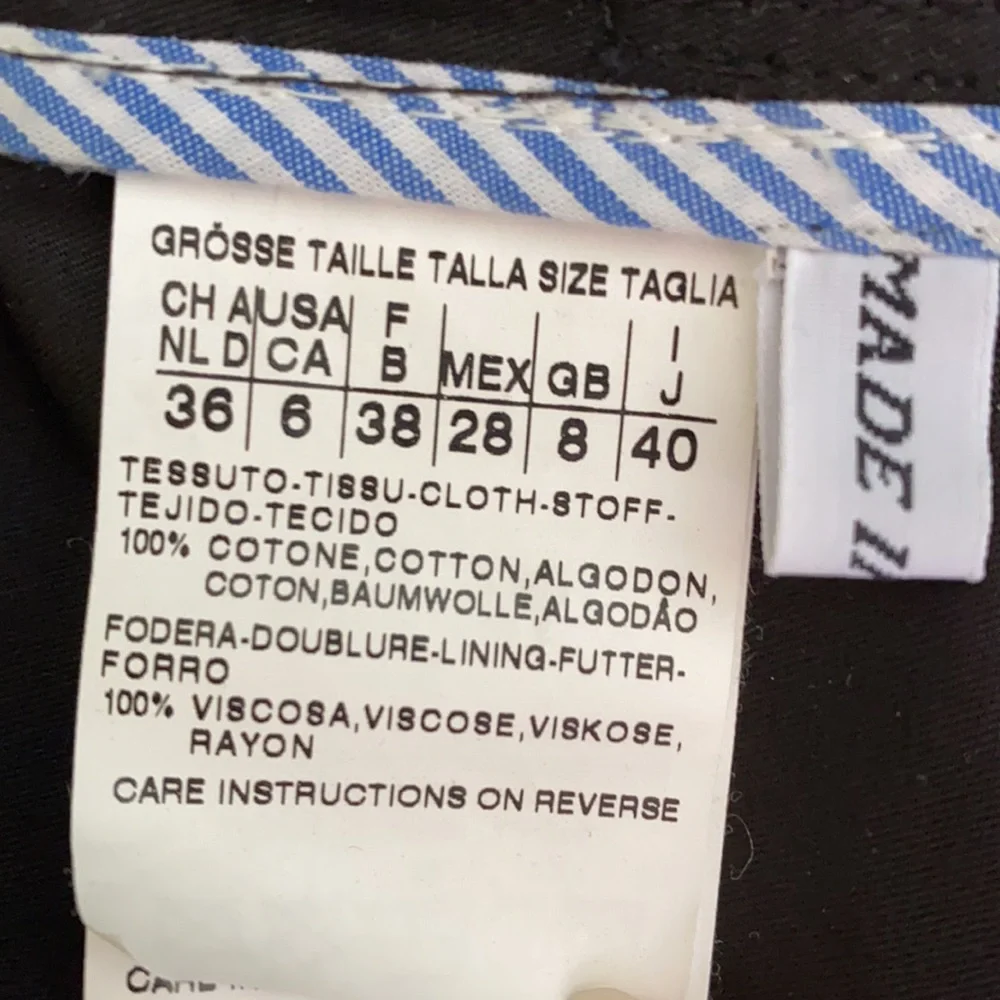 GRÖSSE TAILLE TALLA SIZE TAGLIA
CH A USA F I
NL D CA B MEX GB J
36 6 38 28 8 40
TESSUTO-TISSU-CLOTH-STOFF-
TEJIDO-TECIDO
100% COTONE,COTTON,ALGODON,
COTON,BAUMWOLLE,ALGODÃO
FODERA-DOUBLURE-LINING-FUTTER-
FORRO
100% VISCOSA,VISCOSE,VISKOSE,
RAYON
CARE INSTRUCTIONS ON REVERSE
MADE IN